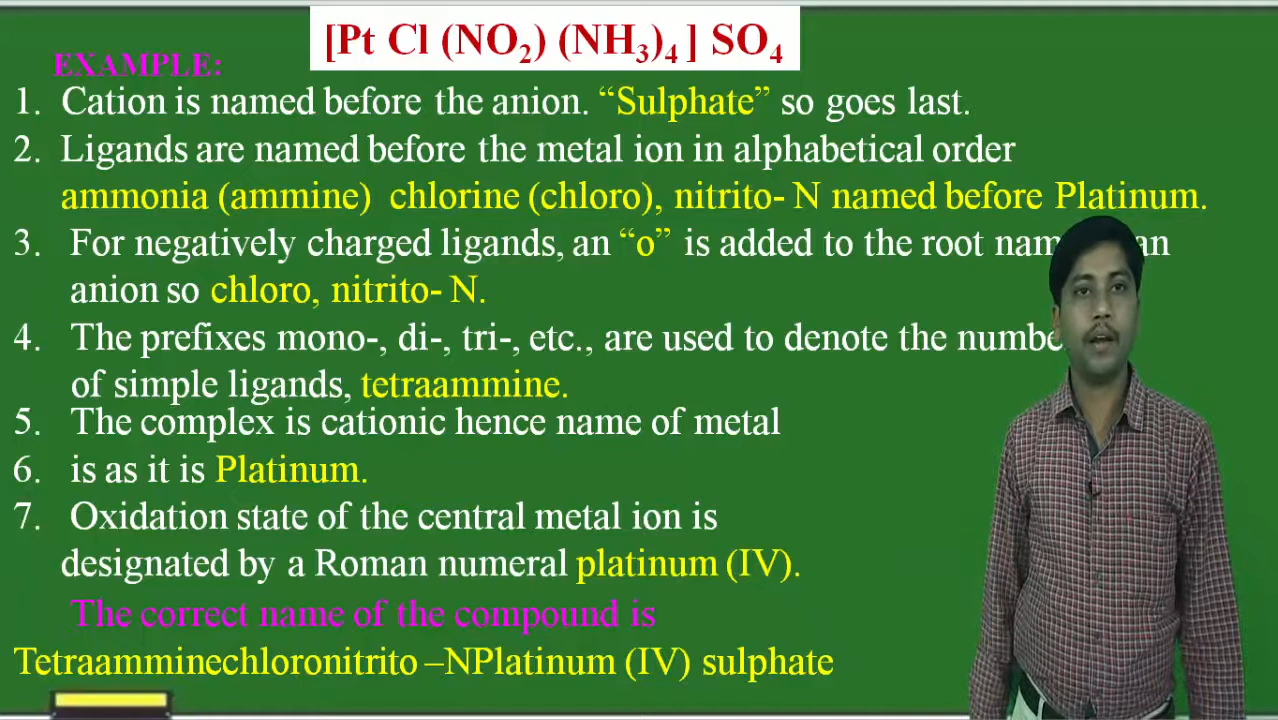 [Pt Cl (NO₂) (NH₃)₄ ] SO₄
EXAMPLE:
1. Cation is named before the anion. “Sulphate” so goes last.
2. Ligands are named before the metal ion in alphabetical order
ammonia (ammine) chlorine (chloro), nitrito- N named before Platinum.
3. For negatively charged ligands, an “o” is added to the root an
anion so chloro, nitrito- N.
4. The prefixes mono-, di-, tri-, etc., are used to denote the
of simple ligands, tetraammine.
5. The complex is cationic hence name of metal
6. is as it is Platinum.
7. Oxidation state of the central metal ion is
designated by a Roman numeral platinum (IV).
The correct name of the compound is
Tetraamminechloronitrito –NPlatinum (IV) sulphate